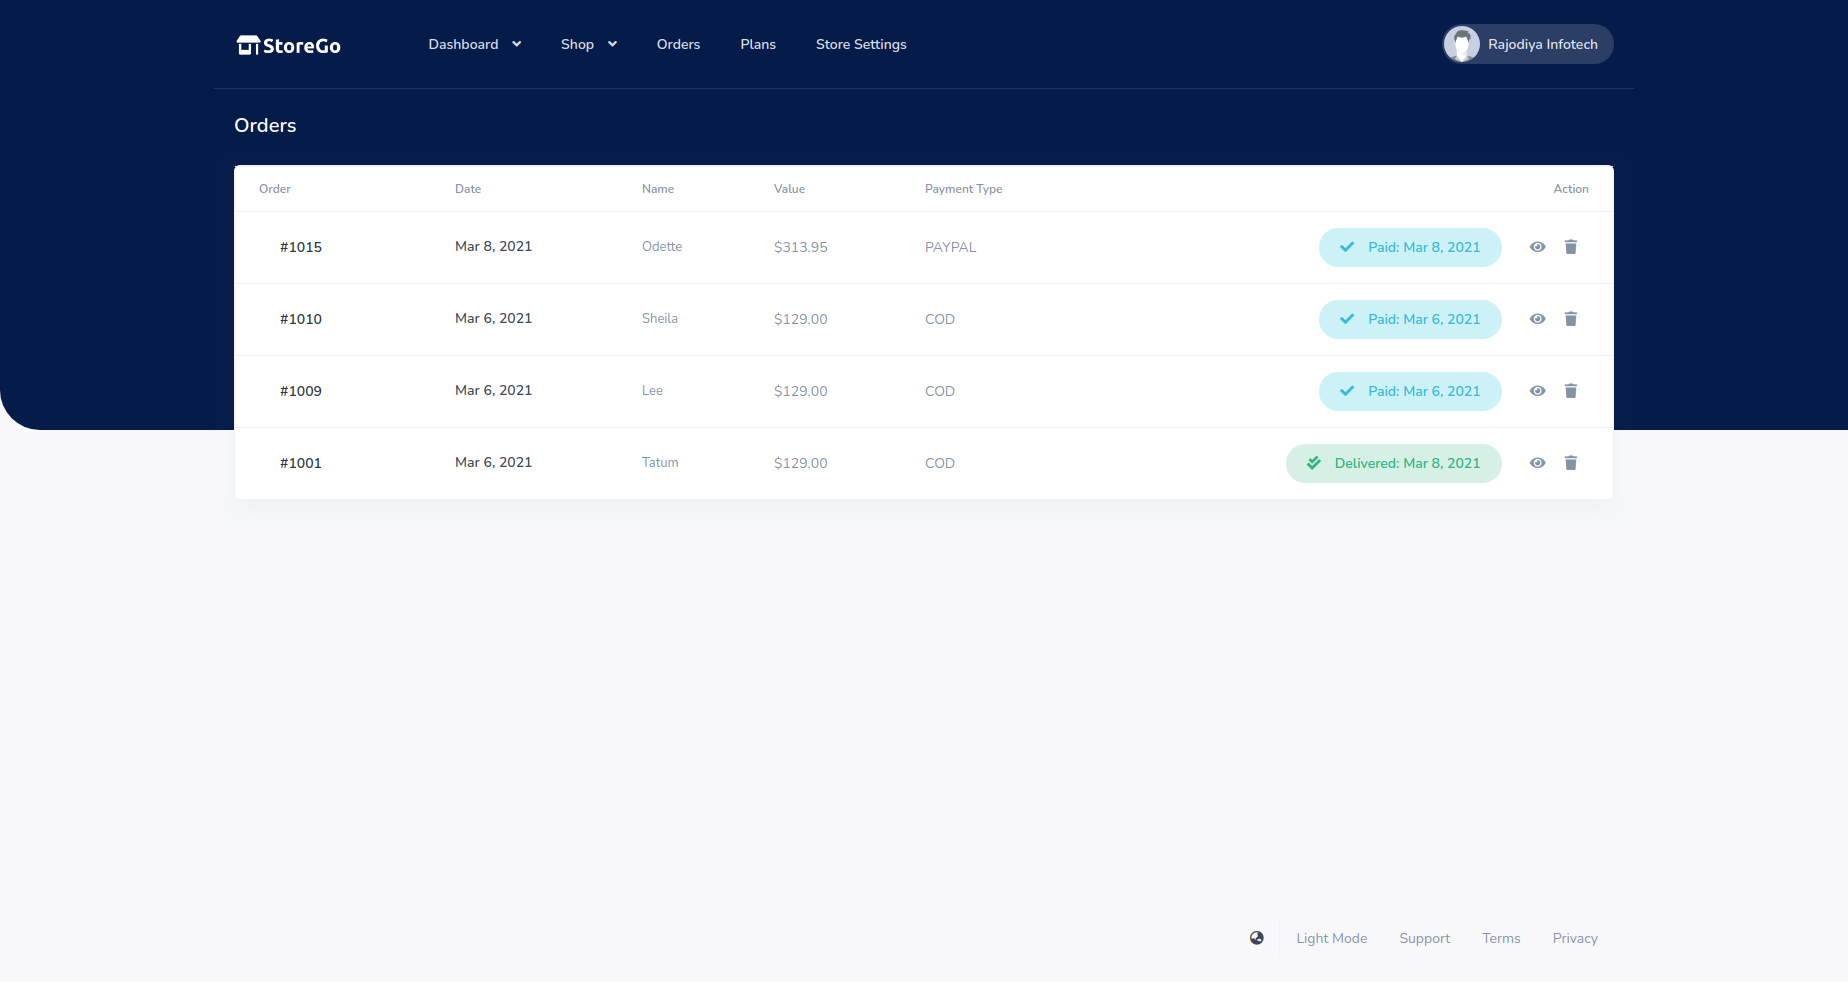 StoreGo Dashboard Shop Orders Plans Store Settings Rajodiya Infotech
Orders
Order Date Name Value Payment Type Action
#1015 Mar 8, 2021 Odette $313.95 PAYPAL Paid: Mar 8, 2021
#1010 Mar 6, 2021 Sheila $129.00 COD Paid: Mar 6, 2021
#1009 Mar 6, 2021 Lee $129.00 COD Paid: Mar 6, 2021
#1001 Mar 6, 2021 Tatum $129.00 COD Delivered: Mar 8, 2021
Light Mode Support Terms Privacy